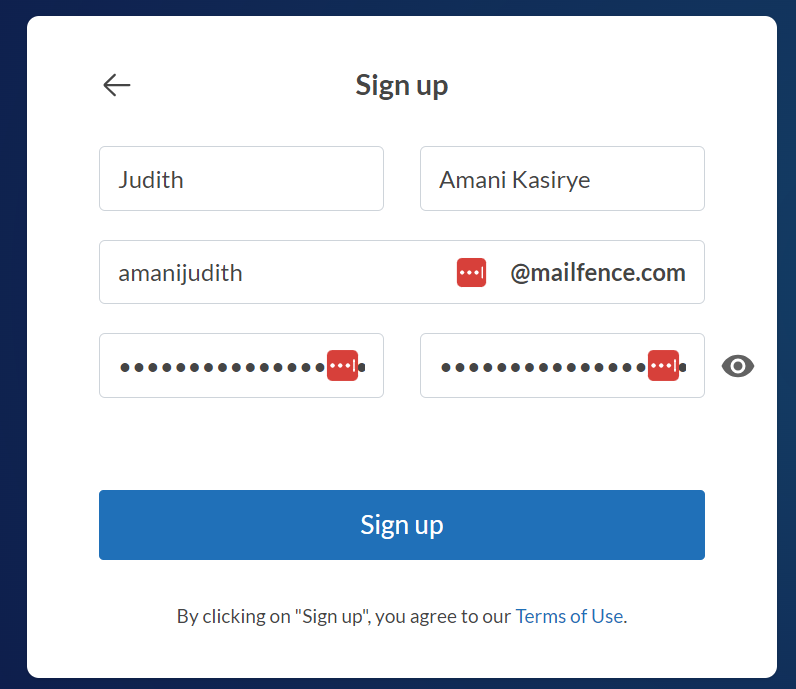 Sign up
Judith Amani Kasirye
amanijudith @mailfence.com
Sign up
By clicking on "Sign up", you agree to our Terms of Use.